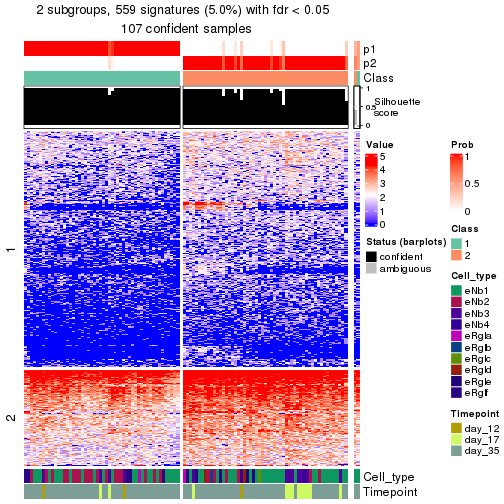 2 subgroups, 559 signatures (5.0%) with fdr < 0.05
107 confident samples
p1
p2
Class
1
0.5
0
Silhouette
score
1
2
Cell_type
Timepoint
Value
5
4
3
2
1
0
Status (barplots)
confident
ambiguous
Prob
1
0.5
0
Class
1
2
Cell_type
eNb1
eNb2
eNb3
eNb4
eRgla
eRglb
eRglc
eRgld
eRgle
eRglf
Timepoint
day_12
day_17
day_35